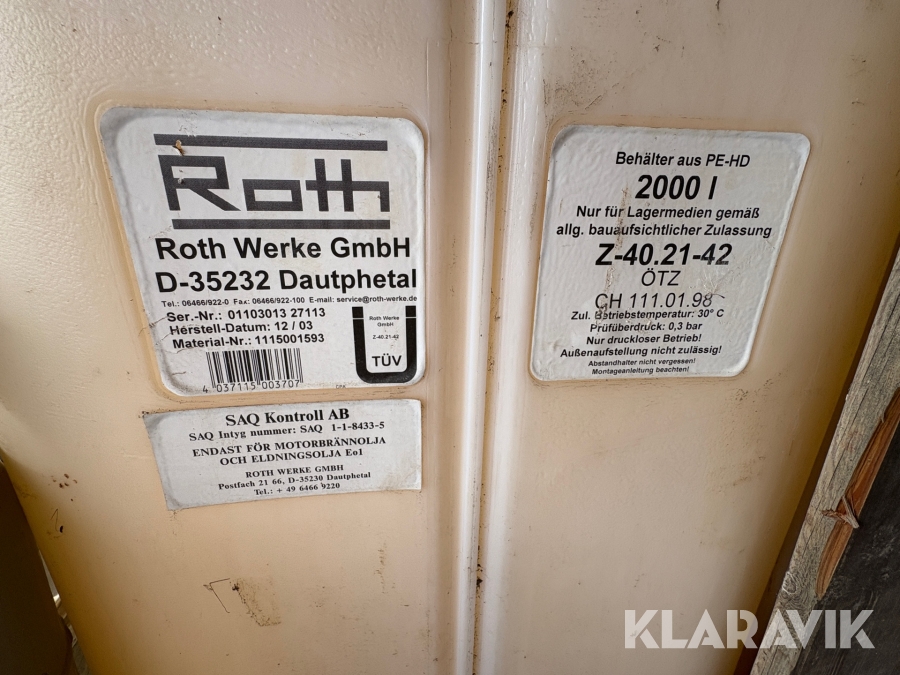 Roth
Roth Werke GmbH
D-35232 Dautphetal
Tel.: 06466/922-0 Fax: 06466/922-100 E-mail: service@roth-werke.de
Ser.-Nr.: 01103013 27113
Herstell-Datum: 12 / 03
Material-Nr.: 1115001593
4 037115 003707
Roth Werke
GmbH
Z-40.21-42
TÜV
SAQ Kontroll AB
SAQ Intyg nummer: SAQ 1-1-8433-5
ENDAST FÖR MOTORBRÄNNOLJA
OCH ELDNINGSOLJA Eo1
ROTH WERKE GMBH
Postfach 21 66, D-35230 Dautphetal
Tel.: + 49 6466 9220
Behälter aus PE-HD
2000 l
Nur für Lagermedien gemäß
allg. bauaufsichtlicher Zulassung
Z-40.21-42
ÖTZ
CH 111.01.98
Zul. Betriebstemperatur: 30° C
Prüfüberdruck: 0,3 bar
Nur druckloser Betrieb!
Außenaufstellung nicht zulässig!
Abstandhalter nicht vergessen!
Montageanleitung beachten!
KLARAVIK